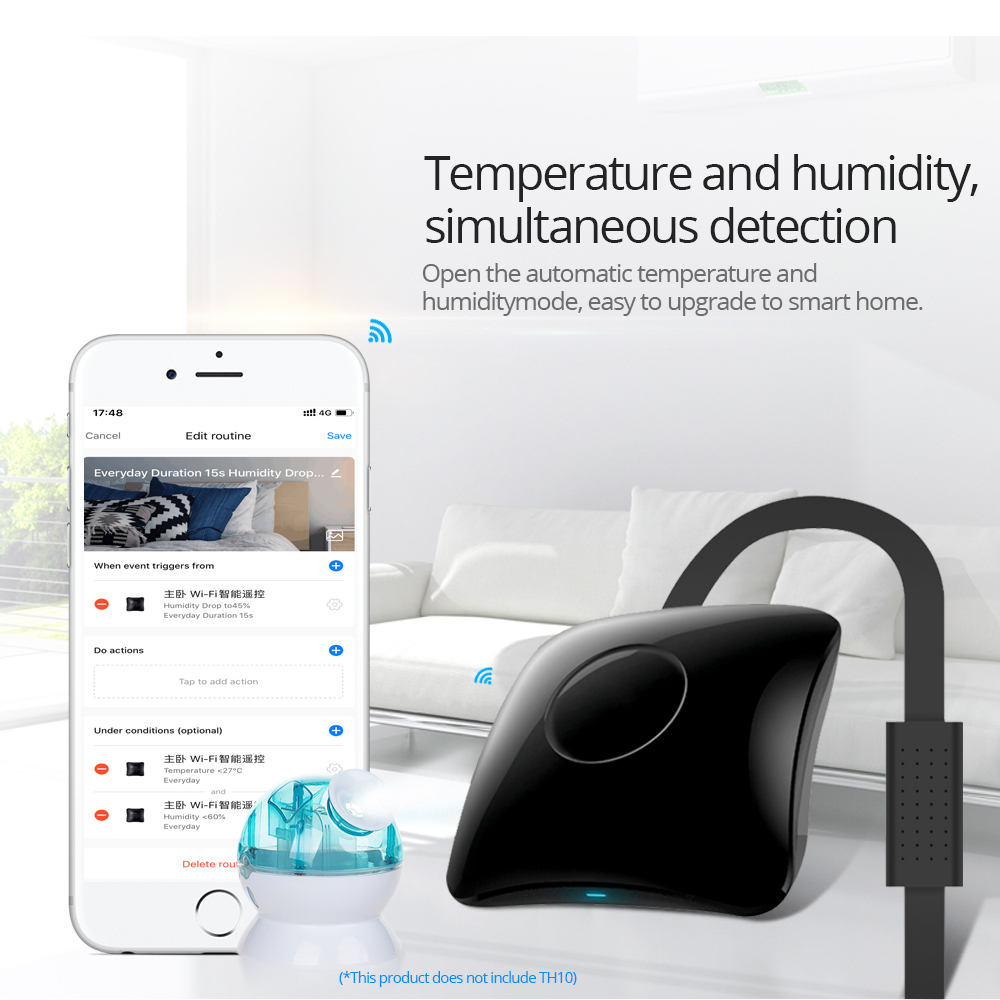 Temperature and humidity,
simultaneous detection
Open the automatic temperature and
humiditymode, easy to upgrade to smart home.
17:48
4G
Cancel
Edit routine
Save
Everyday Duration 15s Humidity Drop...
When event triggers from
主卧 Wi-Fi智能遥控
Humidity Drop to45%
Everyday Duration 15s
Do actions
Tap to add action
Under conditions (optional)
主卧 Wi-Fi智能遥控
Temperature <27°C
Everyday
and
主卧 Wi-Fi智能遥
Humidity <60%
Everyday
Delete rou
(*This product does not include TH10)